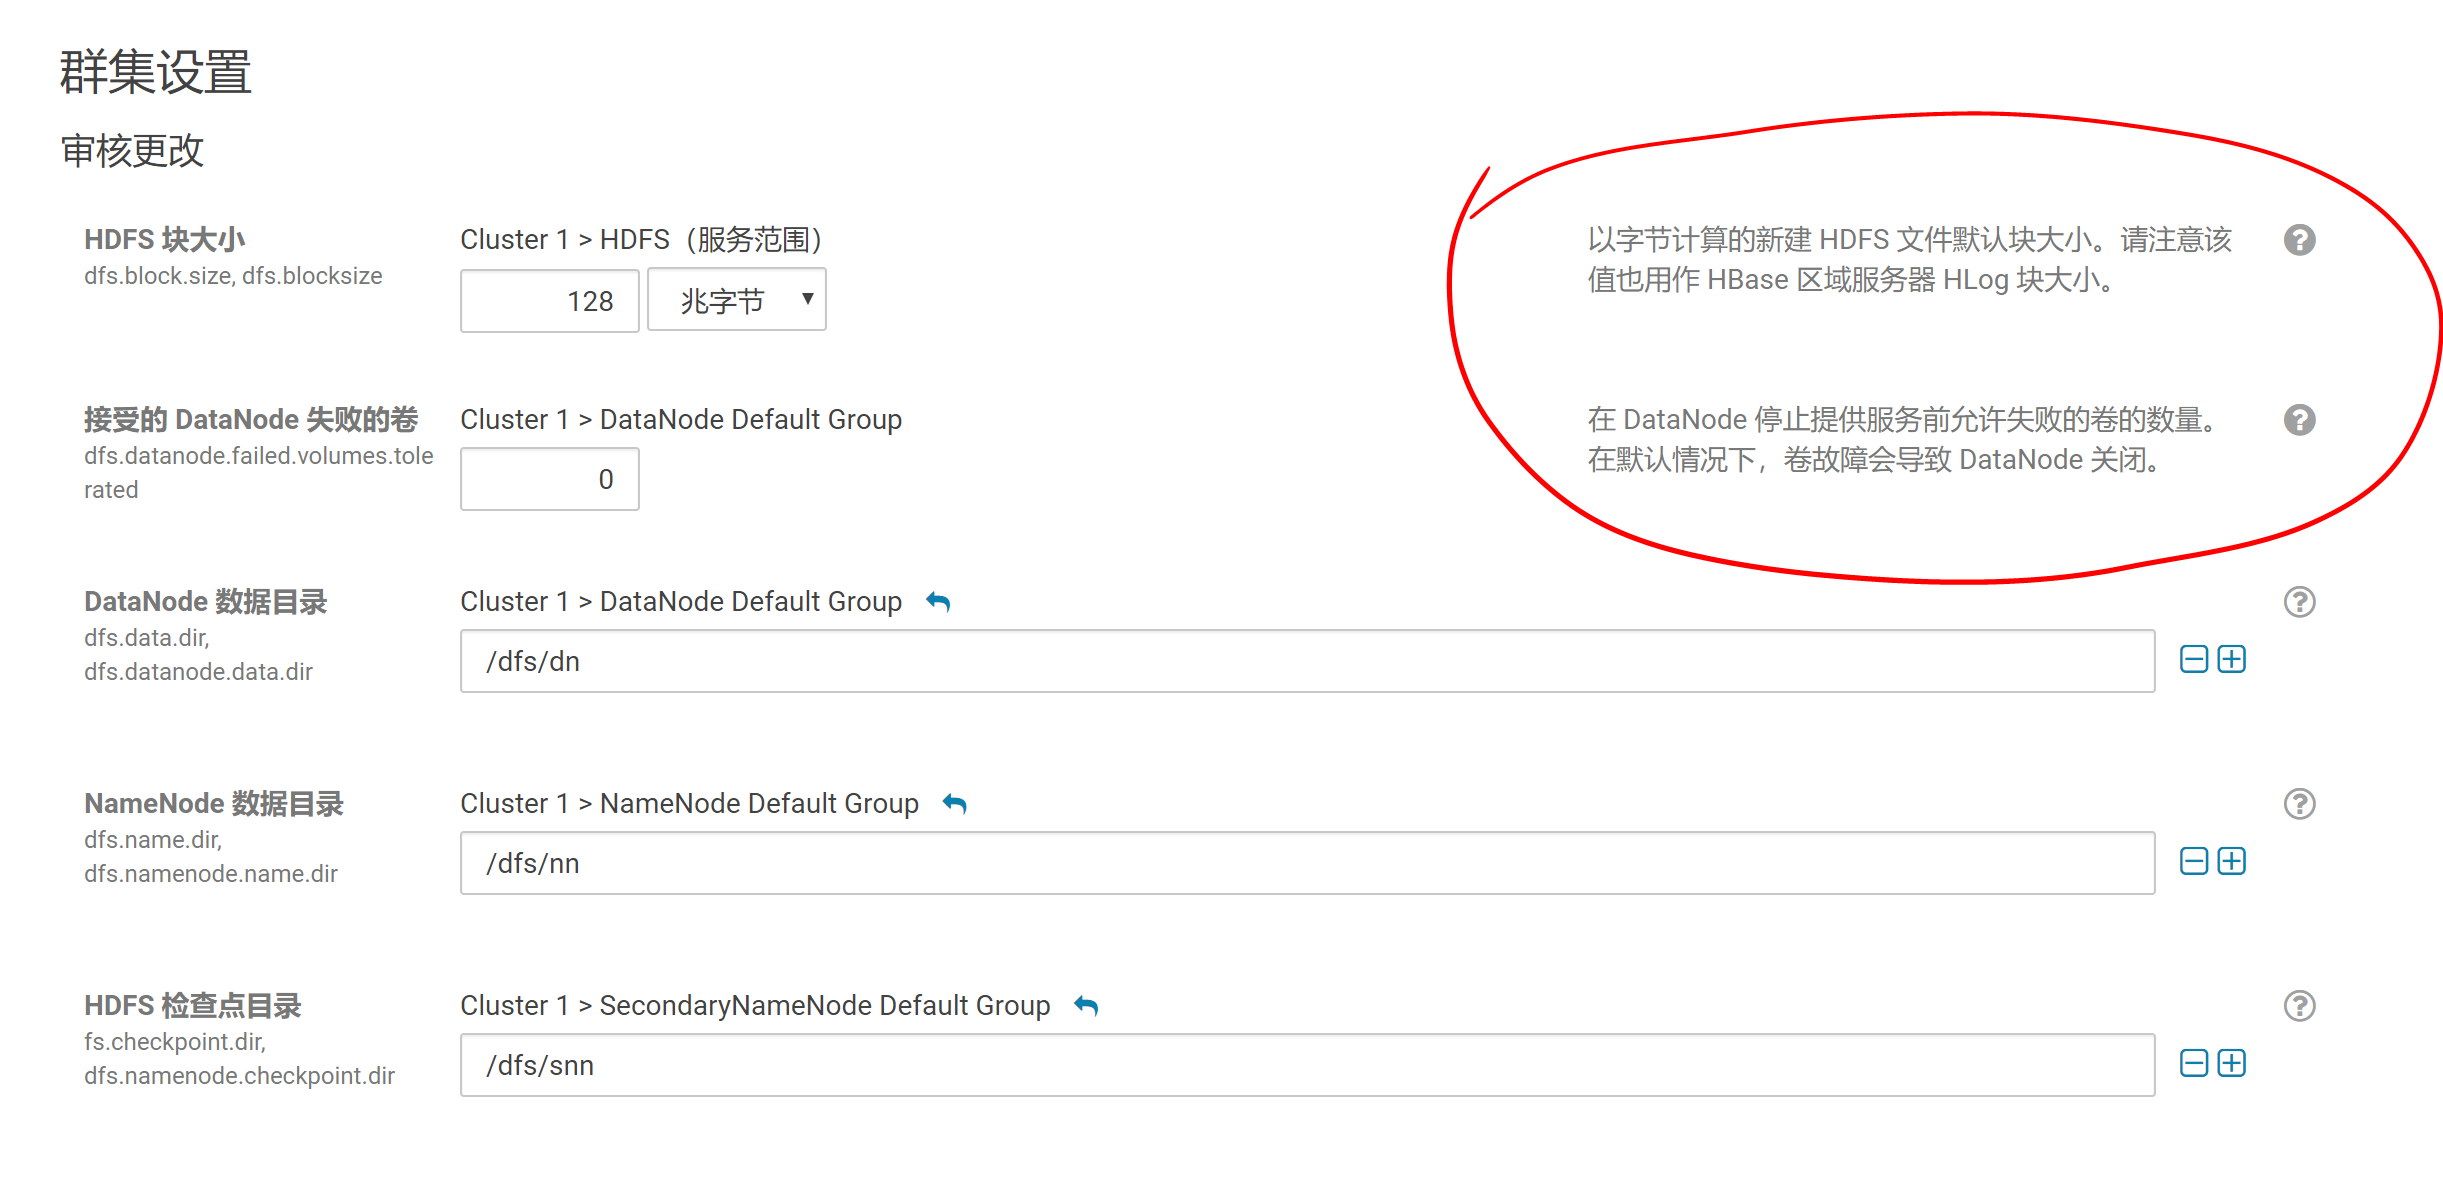 群集设置
审核更改
HDFS 块大小
dfs.block.size, dfs.blocksize
Cluster 1 > HDFS（服务范围）
128 兆字节
以字节计算的新建 HDFS 文件默认块大小。请注意该
值也用作 HBase 区域服务器 HLog 块大小。
接受的 DataNode 失败的卷
dfs.datanode.failed.volumes.tole
rated
Cluster 1 > DataNode Default Group
0
在 DataNode 停止提供服务前允许失败的卷的数量。
在默认情况下，卷故障会导致 DataNode 关闭。
DataNode 数据目录
dfs.data.dir,
dfs.datanode.data.dir
Cluster 1 > DataNode Default Group
/dfs/dn
NameNode 数据目录
dfs.name.dir,
dfs.namenode.name.dir
Cluster 1 > NameNode Default Group
/dfs/nn
HDFS 检查点目录
fs.checkpoint.dir,
dfs.namenode.checkpoint.dir
Cluster 1 > SecondaryNameNode Default Group
/dfs/snn